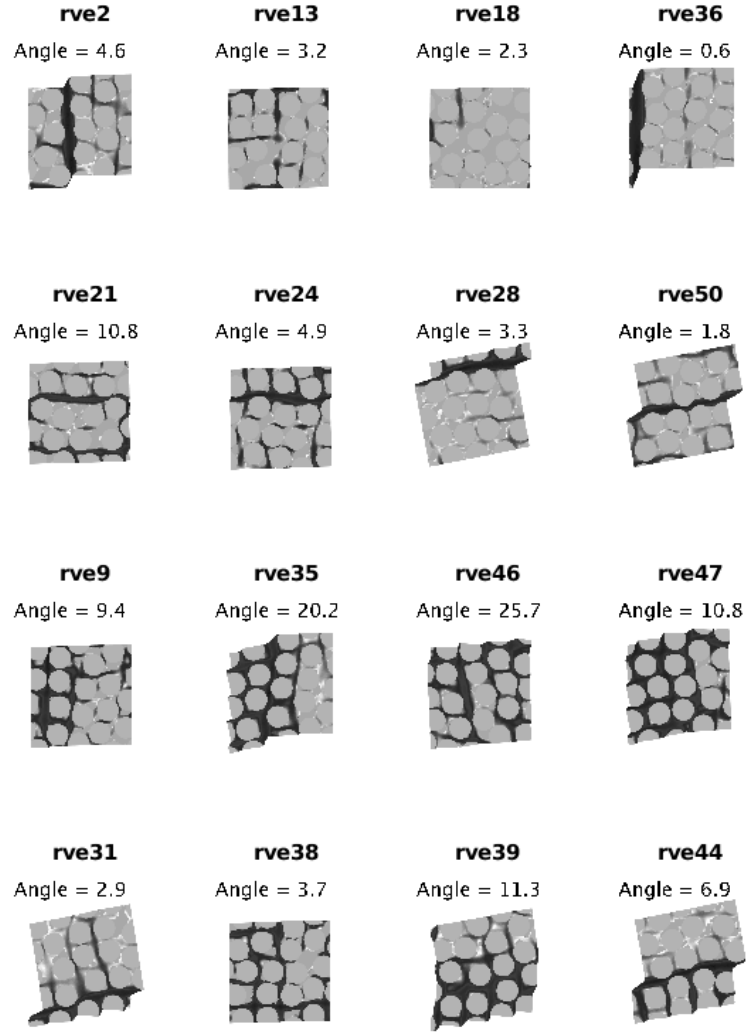 rve2 rve13 rve18 rve36
Angle = 4.6 Angle = 3.2 Angle = 2.3 Angle = 0.6
rve21 rve24 rve28 rve50
Angle = 10.8 Angle = 4.9 Angle = 3.3 Angle = 1.8
rve9 rve35 rve46 rve47
Angle = 9.4 Angle = 20.2 Angle = 25.7 Angle = 10.8
rve31 rve38 rve39 rve44
Angle = 2.9 Angle = 3.7 Angle = 11.3 Angle = 6.9